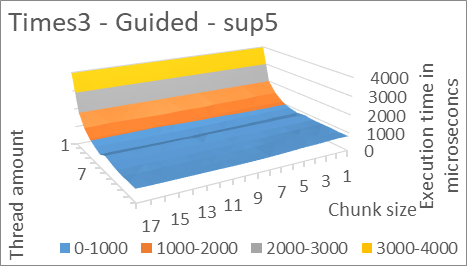 Times3 - Guided - sup5
4000
3000
2000
1000
0
Execution time in
microseconcs
1
7
Thread amount
17 15 13 11 9 7 5 3 1
Chunk size
0-1000 1000-2000 2000-3000 3000-4000